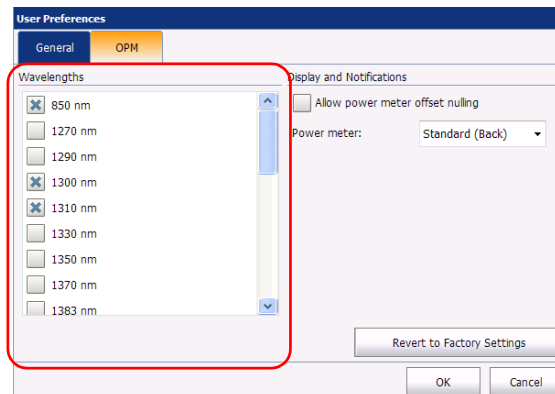 User Preferences
General OPM
Wavelengths
850 nm
1270 nm
1290 nm
1300 nm
1310 nm
1330 nm
1350 nm
1370 nm
1383 nm
Display and Notifications
Allow power meter offset nulling
Power meter: Standard (Back)
Revert to Factory Settings
OK Cancel